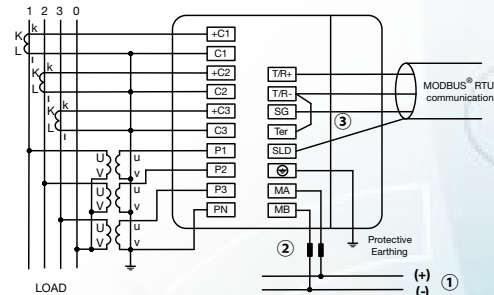 1 2 3 0
K k
L l
K k
L l
K k
L l
+C1
C1
+C2
C2
+C3
C3
P1
P2
P3
PN
T/R+
T/R-
SG
Ter
SLD
MA
MB
③
MODBUS® RTU
communication
U u
V v
U u
V v
U u
V v
②
Protective
Earthing
LOAD
(+)
(-)
①